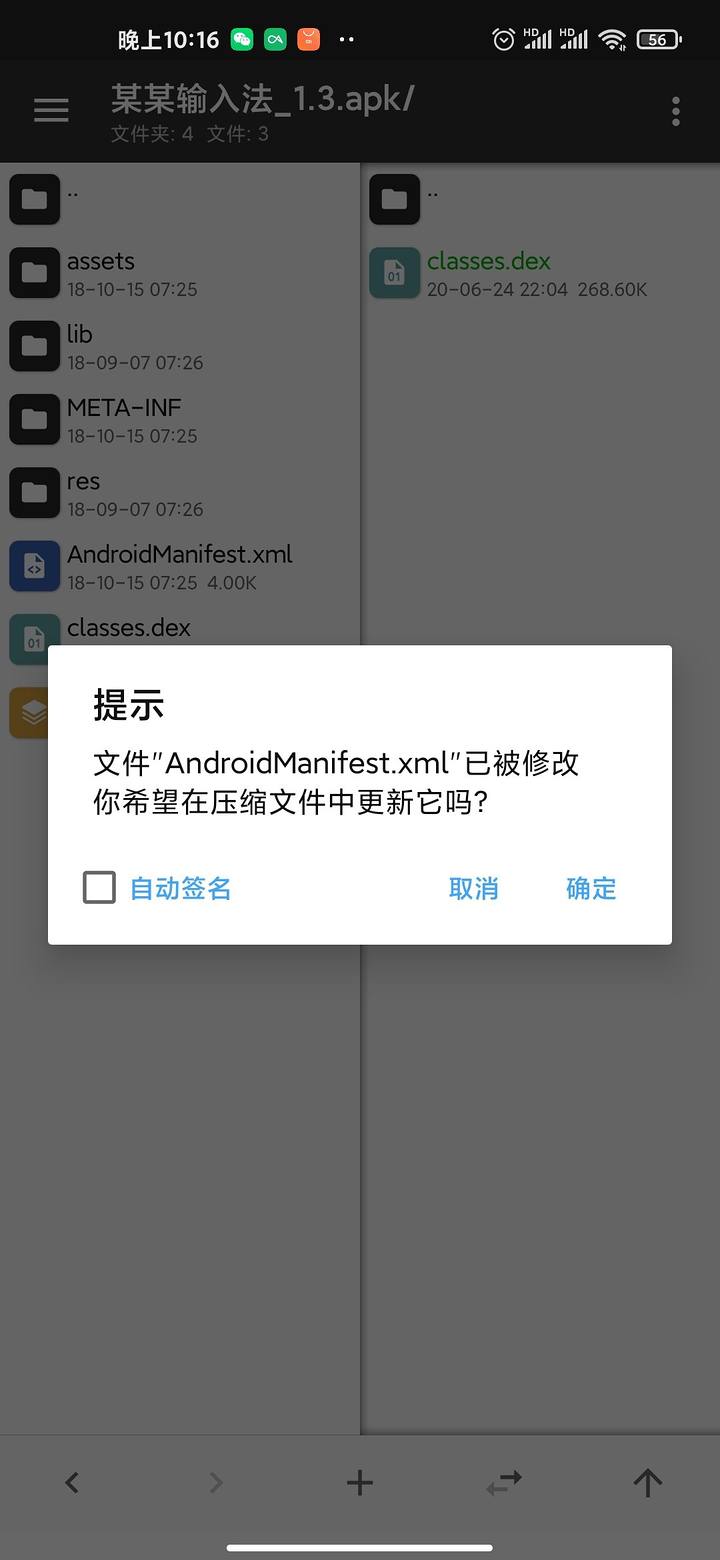 晚上10:16
HD
HD
56
某某输入法_1.3.apk/
文件夹: 4 文件: 3
..
assets
18-10-15 07:25
lib
18-09-07 07:26
META-INF
18-10-15 07:25
res
18-09-07 07:26
AndroidManifest.xml
18-10-15 07:25 4.00K
classes.dex
01
..
classes.dex
01
20-06-24 22:04 268.60K
提示
文件"AndroidManifest.xml"已被修改
你希望在压缩文件中更新它吗?
自动签名
取消
确定